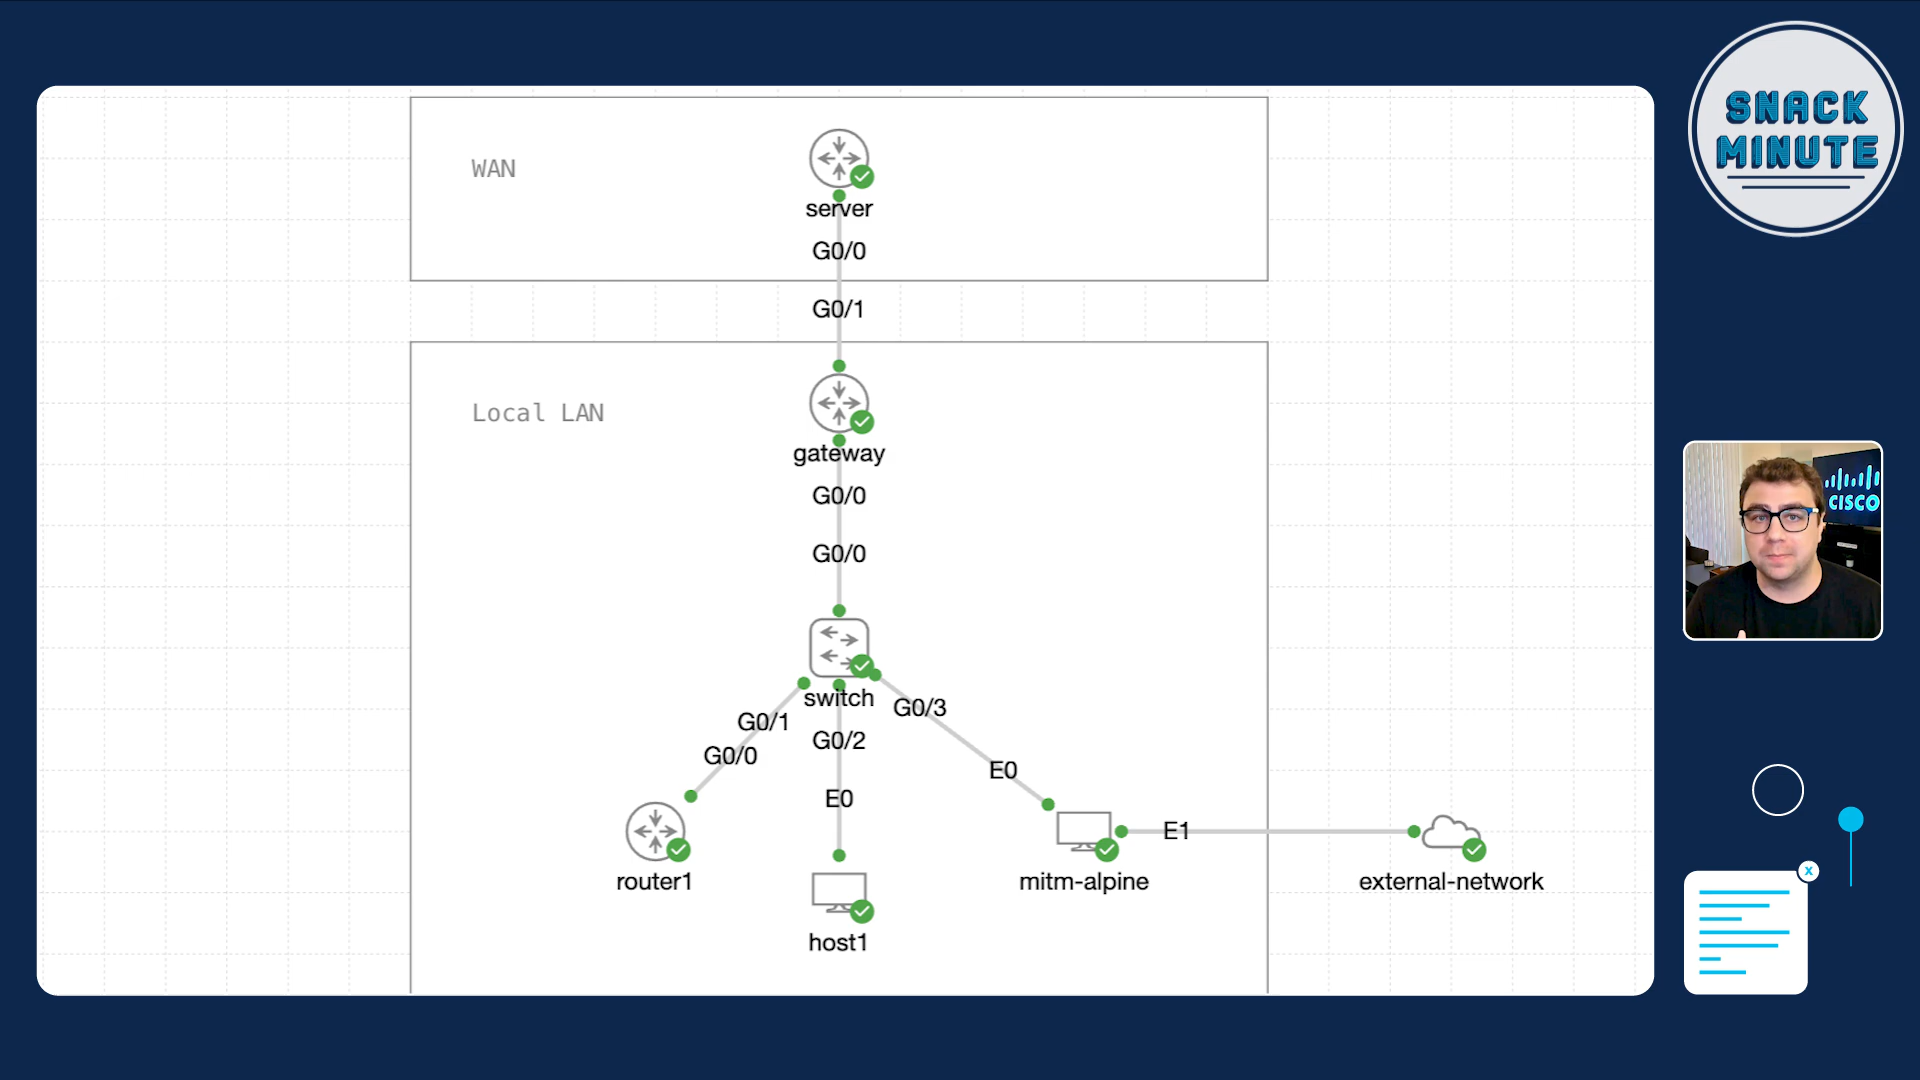 SNACK
MINUTE
WAN
server
G0/0
G0/1
Local LAN
gateway
G0/0
G0/0
switch
G0/1
G0/2
G0/3
G0/0
E0
E0
E1
router1
host1
mitm-alpine
external-network
CISCO
x